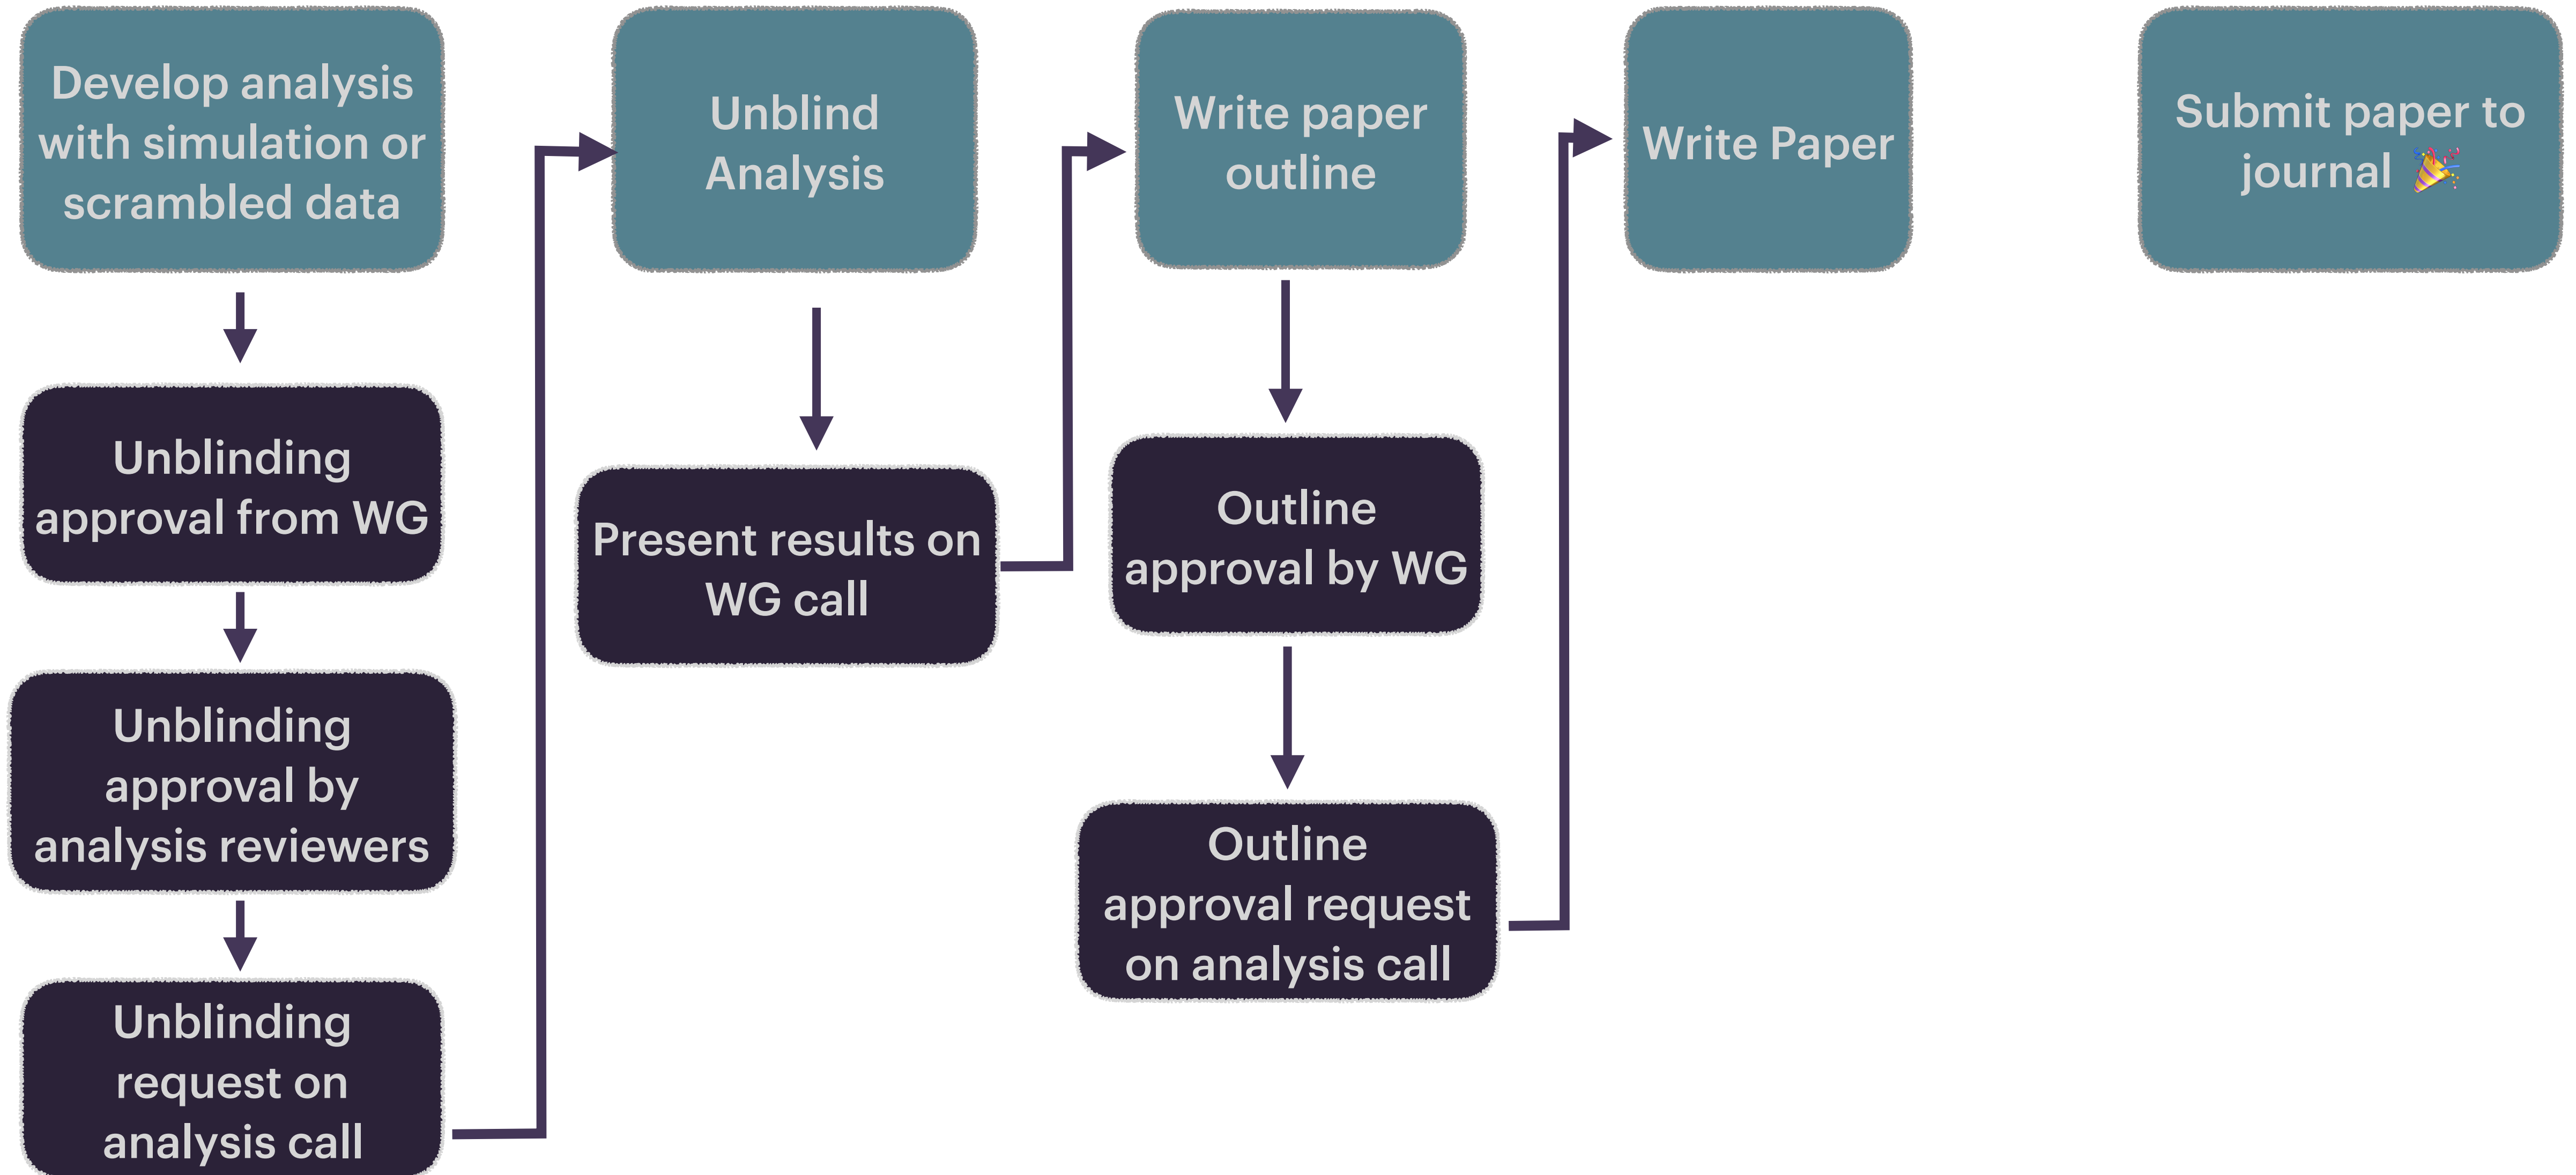 Develop analysis
with simulation or
scrambled data
Unblinding
approval from WG
Unblinding
approval by
analysis reviewers
Unblinding
request on
analysis call
Unblind
Analysis
Present results on
WG call
Write paper
outline
Outline
approval by WG
Outline
approval request
on analysis call
Write Paper
Submit paper to
journal 🎉